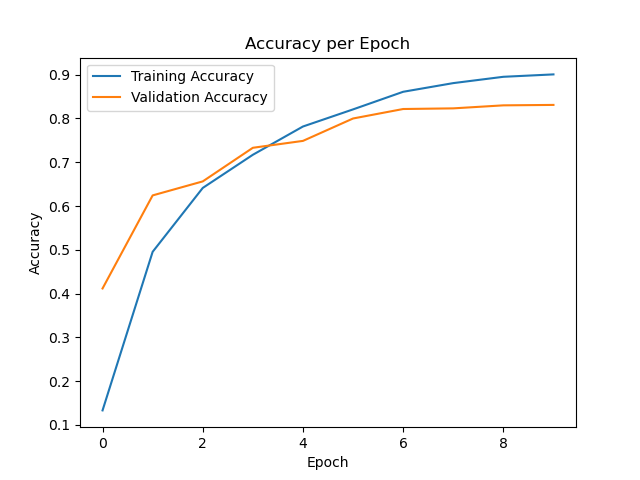 Accuracy per Epoch
Training Accuracy
Validation Accuracy
0.9
0.8
0.7
0.6
0.5
0.4
0.3
0.2
0.1
Accuracy
0 2 4 6 8
Epoch